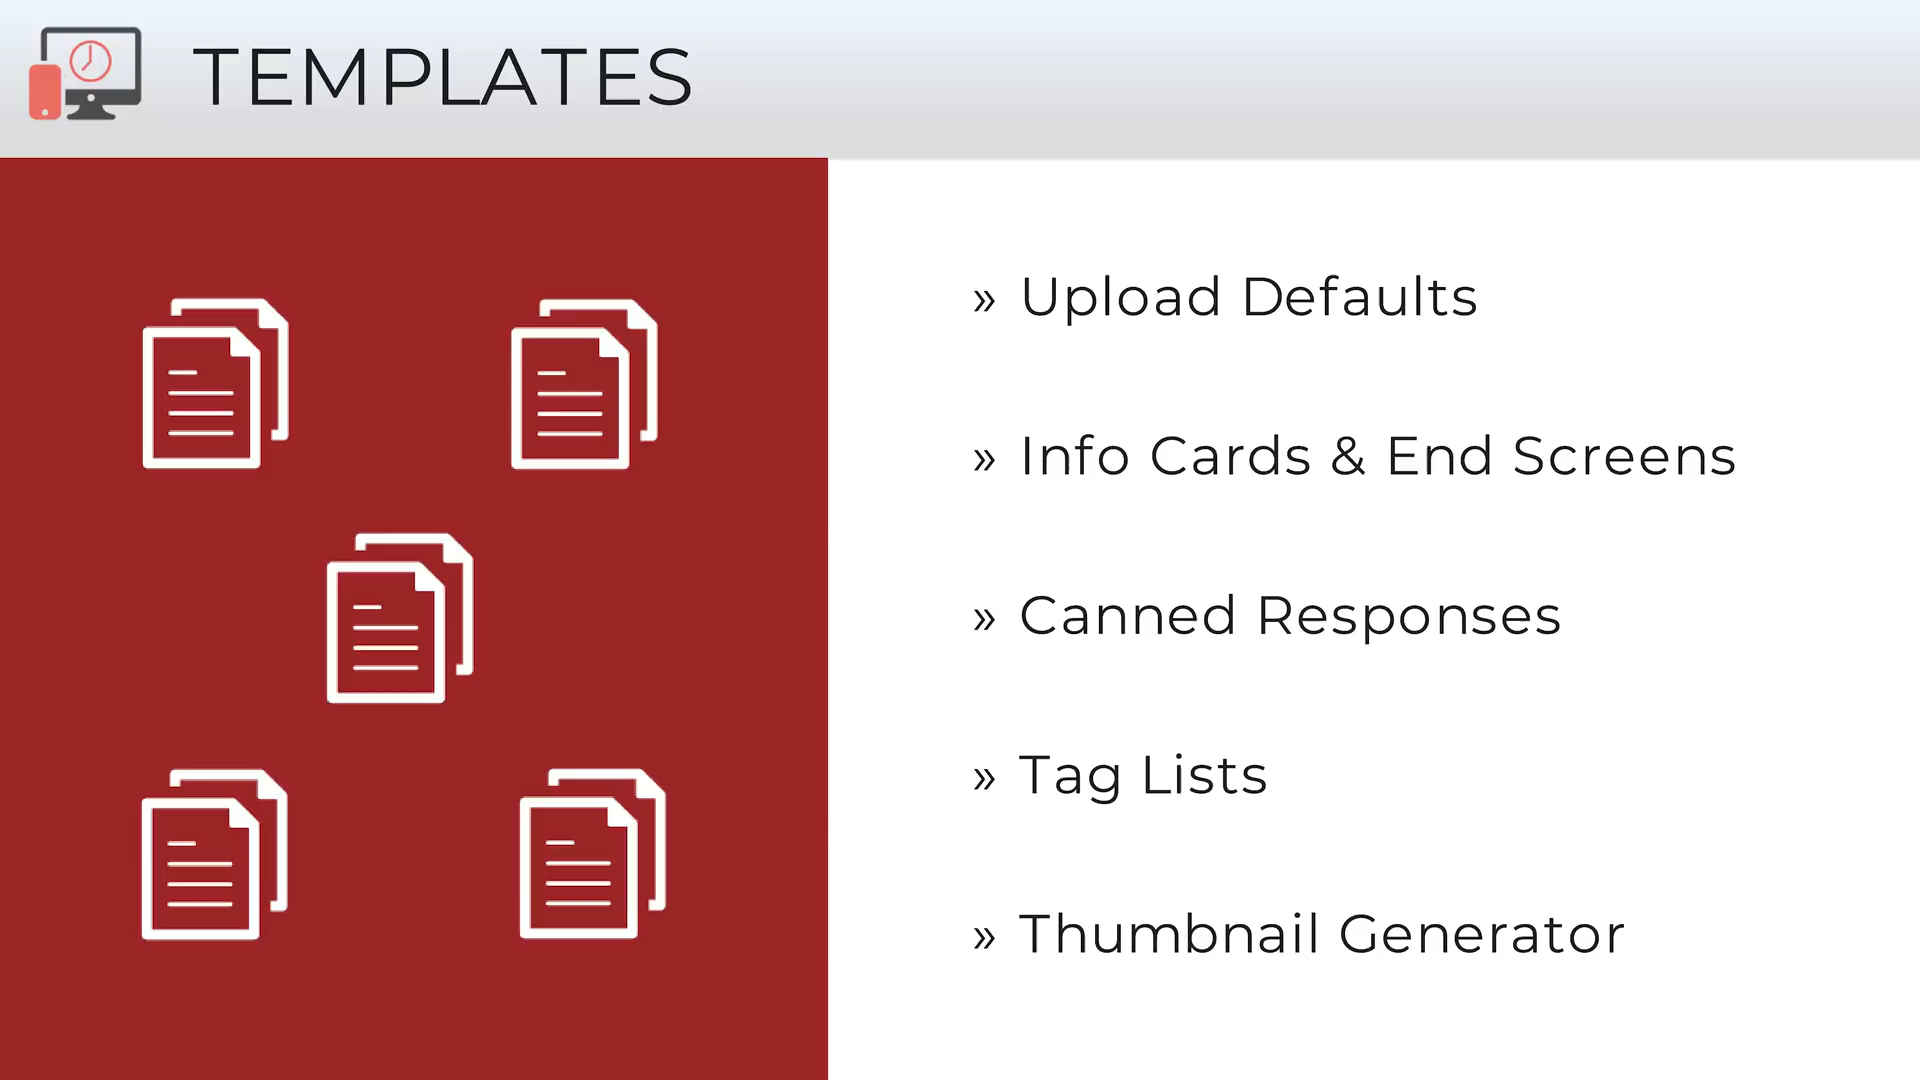 TEMPLATES
» Upload Defaults
» Info Cards & End Screens
» Canned Responses
» Tag Lists
» Thumbnail Generator